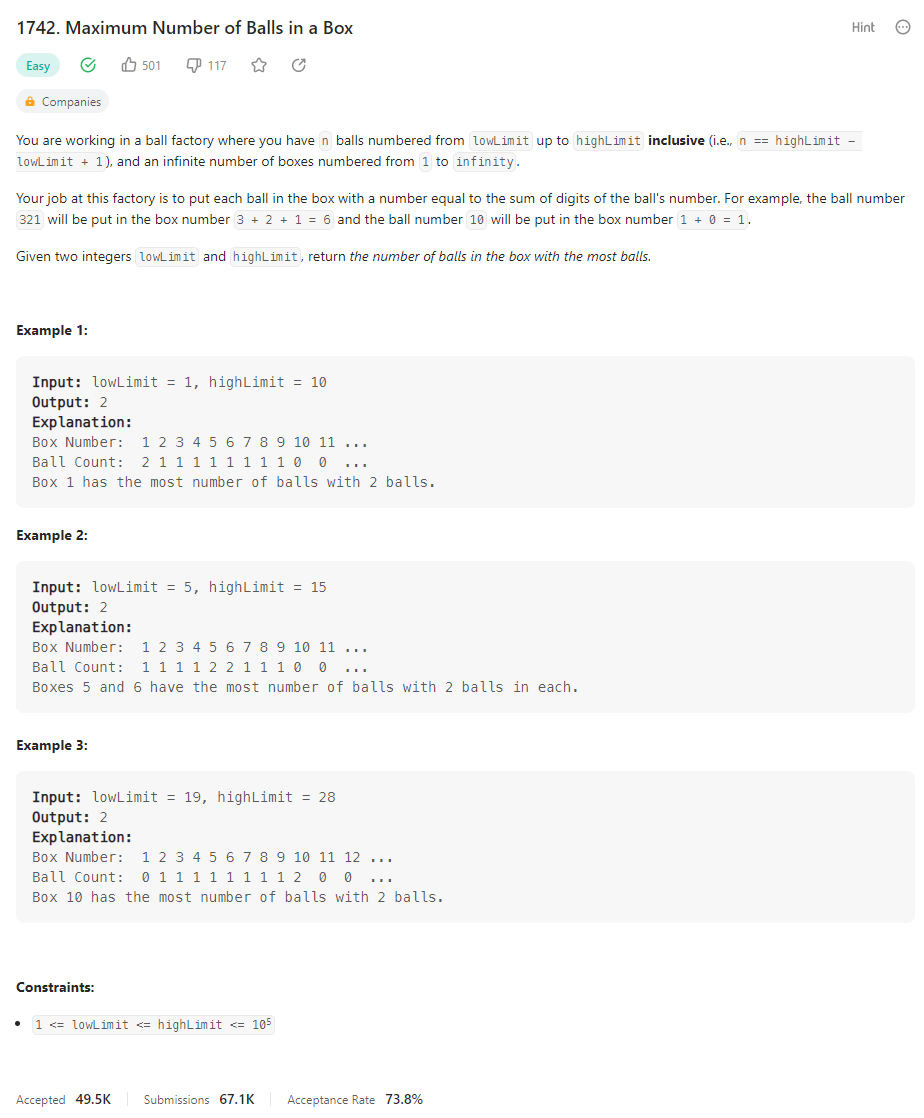 1742. Maximum Number of Balls in a Box
Hint
Easy 501 117
Companies
You are working in a ball factory where you have n balls numbered from lowLimit up to highLimit inclusive (i.e., n == highLimit -
lowLimit + 1), and an infinite number of boxes numbered from 1 to infinity.
Your job at this factory is to put each ball in the box with a number equal to the sum of digits of the ball's number. For example, the ball number
321 will be put in the box number 3 + 2 + 1 = 6 and the ball number 10 will be put in the box number 1 + 0 = 1.
Given two integers lowLimit and highLimit, return the number of balls in the box with the most balls.
Example 1:
Input: lowLimit = 1, highLimit = 10
Output: 2
Explanation:
Box Number:  1 2 3 4 5 6 7 8 9 10 11 ...
Ball Count:  2 1 1 1 1 1 1 1 1 0  0  ...
Box 1 has the most number of balls with 2 balls.
Example 2:
Input: lowLimit = 5, highLimit = 15
Output: 2
Explanation:
Box Number:  1 2 3 4 5 6 7 8 9 10 11 ...
Ball Count:  1 1 1 1 2 2 1 1 1 0  0  ...
Boxes 5 and 6 have the most number of balls with 2 balls in each.
Example 3:
Input: lowLimit = 19, highLimit = 28
Output: 2
Explanation:
Box Number:  1 2 3 4 5 6 7 8 9 10 11 12 ...
Ball Count:  0 1 1 1 1 1 1 1 1 2  0  0  ...
Box 10 has the most number of balls with 2 balls.
Constraints:
• 1 <= lowLimit <= highLimit <= 10⁵
Accepted 49.5K Submissions 67.1K Acceptance Rate 73.8%